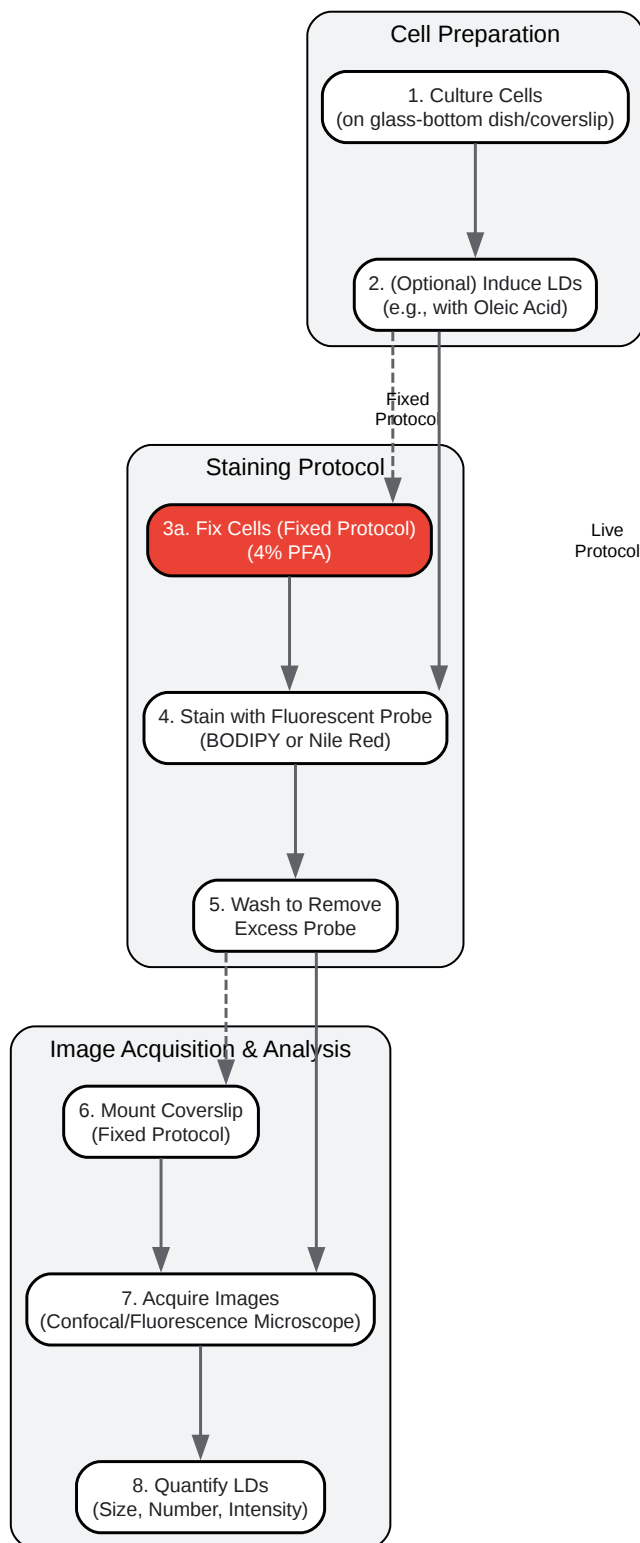 Cell Preparation
1. Culture Cells
(on glass-bottom dish/coverslip)
2. (Optional) Induce LDs
(e.g., with Oleic Acid)
Fixed
Protocol
Staining Protocol
3a. Fix Cells (Fixed Protocol)
(4% PFA)
Live
Protocol
4. Stain with Fluorescent Probe
(BODIPY or Nile Red)
5. Wash to Remove
Excess Probe
Image Acquisition & Analysis
6. Mount Coverslip
(Fixed Protocol)
7. Acquire Images
(Confocal/Fluorescence Microscope)
8. Quantify LDs
(Size, Number, Intensity)